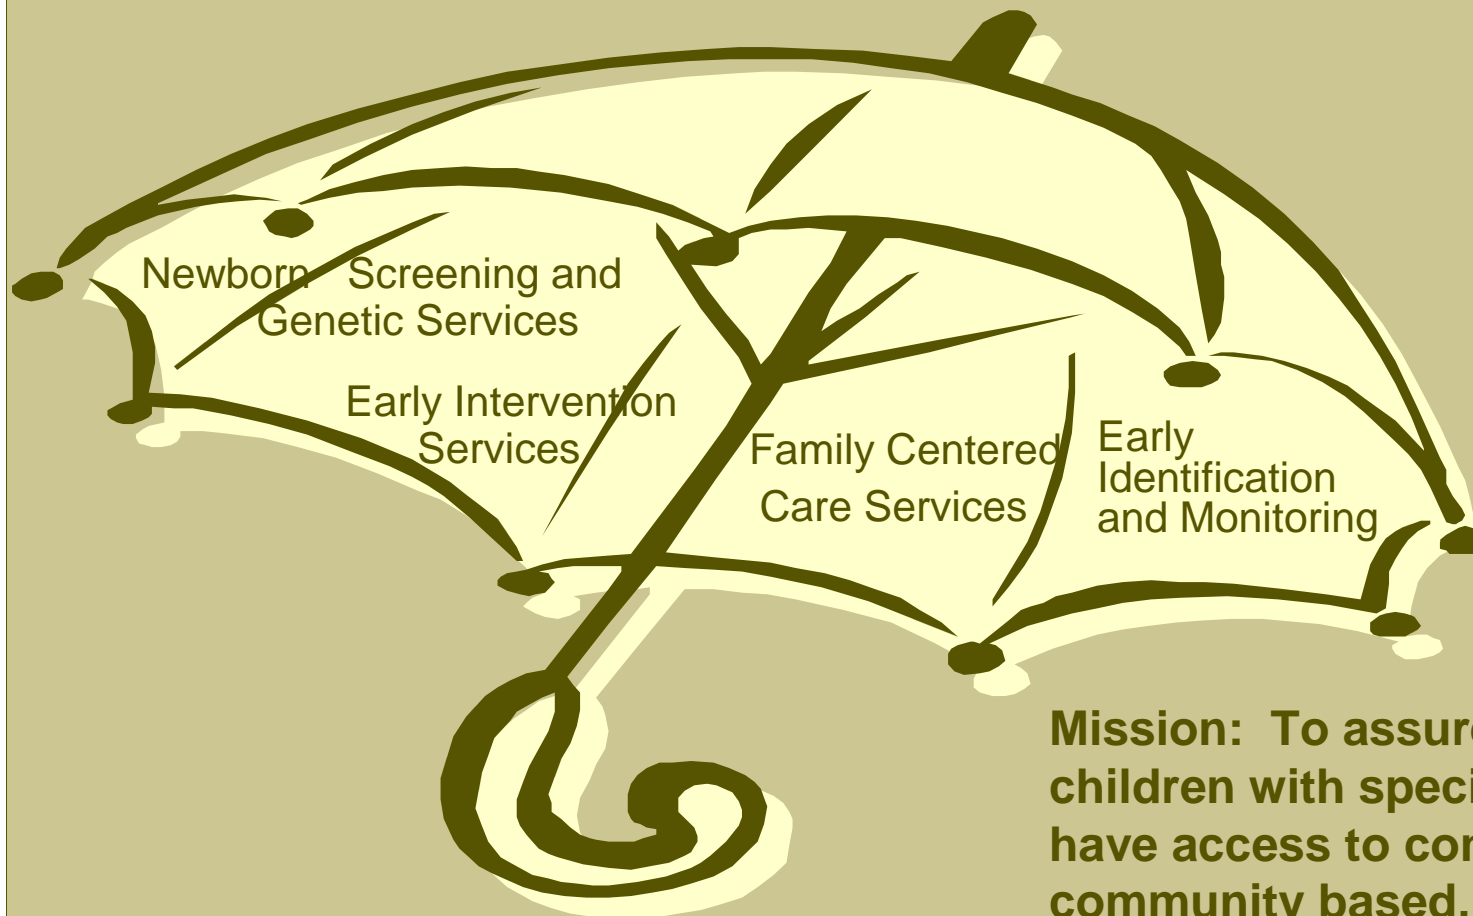 Newborn Screening and
Genetic Services
Early Intervention
Services
Family Centered
Care Services
Early
Identification
and Monitoring
Mission: To assure
children with speci
have access to con
community based,